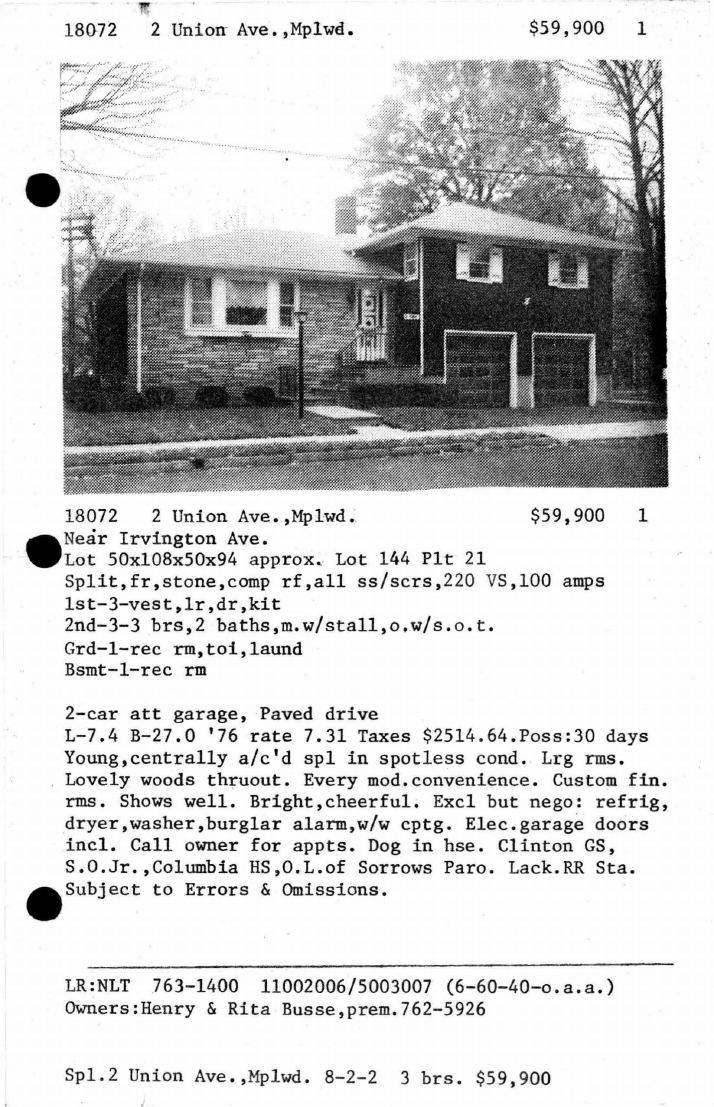 18072 2 Union Ave.,Mplwd. $59,900 1
18072 2 Union Ave.,Mplwd. $59,900 1
Near Irvington Ave.
Lot 50x108x50x94 approx. Lot 144 Plt 21
Split,fr,stone,comp rf,all ss/scrs,220 VS,100 amps
1st-3-vest,lr,dr,kit
2nd-3-3 brs,2 baths,m.w/stall,o.w/s.o.t.
Grd-1-rec rm,toi,laund
Bsmt-1-rec rm
2-car att garage, Paved drive
L-7.4 B-27.0 '76 rate 7.31 Taxes $2514.64.Poss:30 days
Young,centrally a/c'd spl in spotless cond. Lrg rms.
Lovely woods thruout. Every mod.convenience. Custom fin.
rms. Shows well. Bright,cheerful. Excl but nego: refrig,
dryer,washer,burglar alarm,w/w cptg. Elec.garage doors
incl. Call owner for appts. Dog in hse. Clinton GS,
S.O.Jr.,Columbia HS,O.L.of Sorrows Paro. Lack.RR Sta.
Subject to Errors & Omissions.
LR:NLT 763-1400 11002006/5003007 (6-60-40-o.a.a.)
Owners:Henry & Rita Busse,prem.762-5926
Spl.2 Union Ave.,Mplwd. 8-2-2 3 brs. $59,900